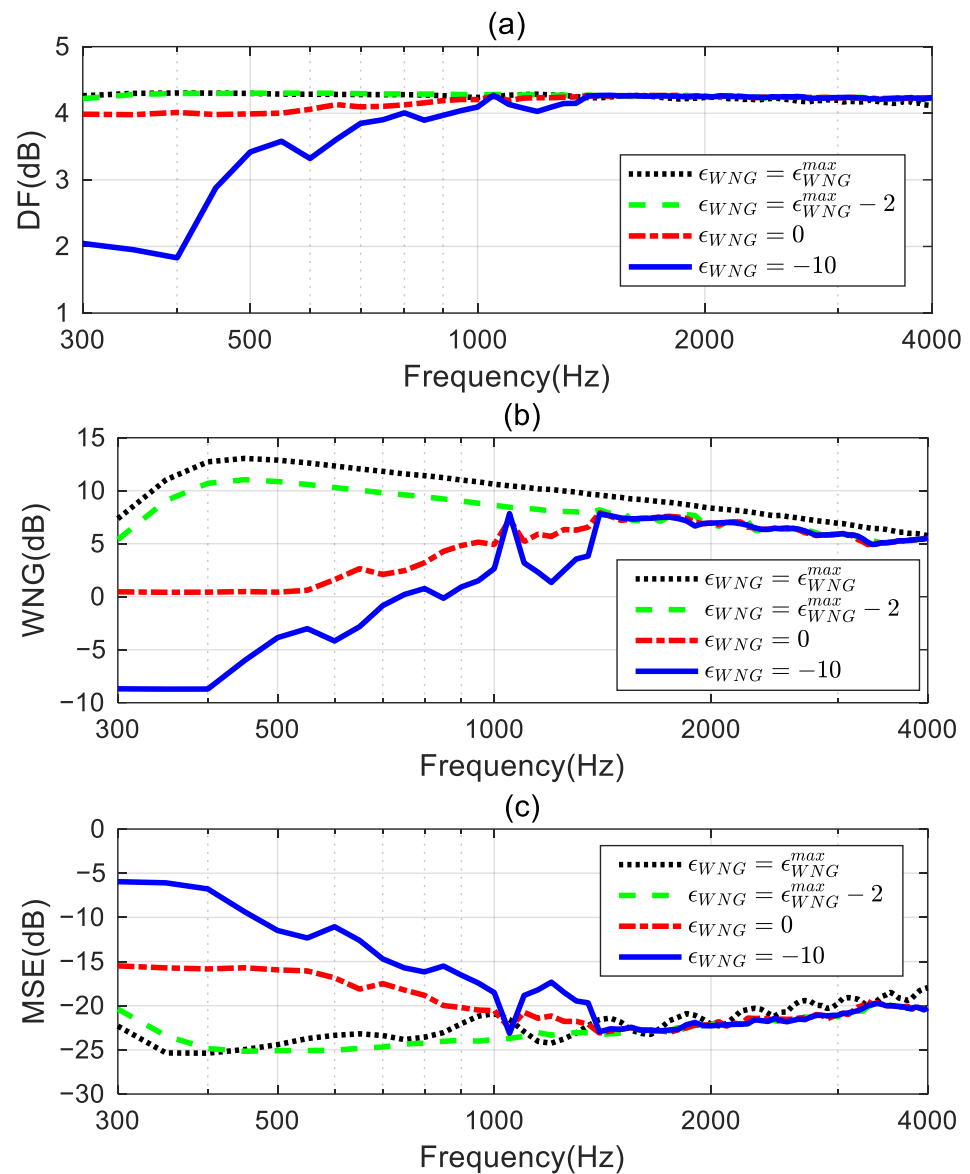 (a)
5
4
3
2
1
DF(dB)
ϵ_WNG = ϵ_WNG^max
ϵ_WNG = ϵ_WNG^max − 2
ϵ_WNG = 0
ϵ_WNG = −10
300 500 1000 2000 4000
Frequency(Hz)
(b)
15
10
5
0
−5
−10
WNG(dB)
ϵ_WNG = ϵ_WNG^max
ϵ_WNG = ϵ_WNG^max − 2
ϵ_WNG = 0
ϵ_WNG = −10
300 500 1000 2000 4000
Frequency(Hz)
(c)
0
−5
−10
−15
−20
−25
−30
MSE(dB)
ϵ_WNG = ϵ_WNG^max
ϵ_WNG = ϵ_WNG^max − 2
ϵ_WNG = 0
ϵ_WNG = −10
300 500 1000 2000 4000
Frequency(Hz)